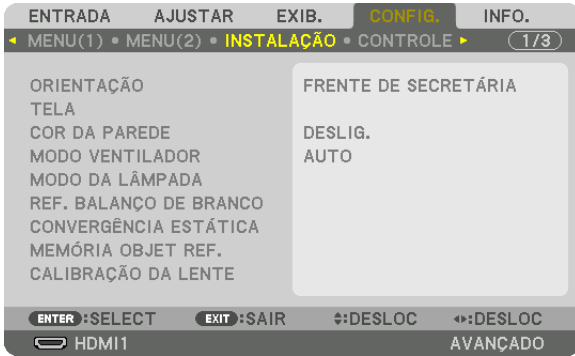 ENTRADA AJUSTAR EXIB. CONFIG. INFO.
MENU(1) • MENU(2) • INSTALAÇÃO • CONTROLE 1/3
ORIENTAÇÃO FRENTE DE SECRETÁRIA
TELA
COR DA PAREDE DESLIG.
MODO VENTILADOR AUTO
MODO DA LÂMPADA
REF. BALANÇO DE BRANCO
CONVERGÊNCIA ESTÁTICA
MEMÓRIA OBJET REF.
CALIBRAÇÃO DA LENTE
ENTER :SELECT EXIT :SAIR :DESLOC :DESLOC
HDMI1 AVANÇADO